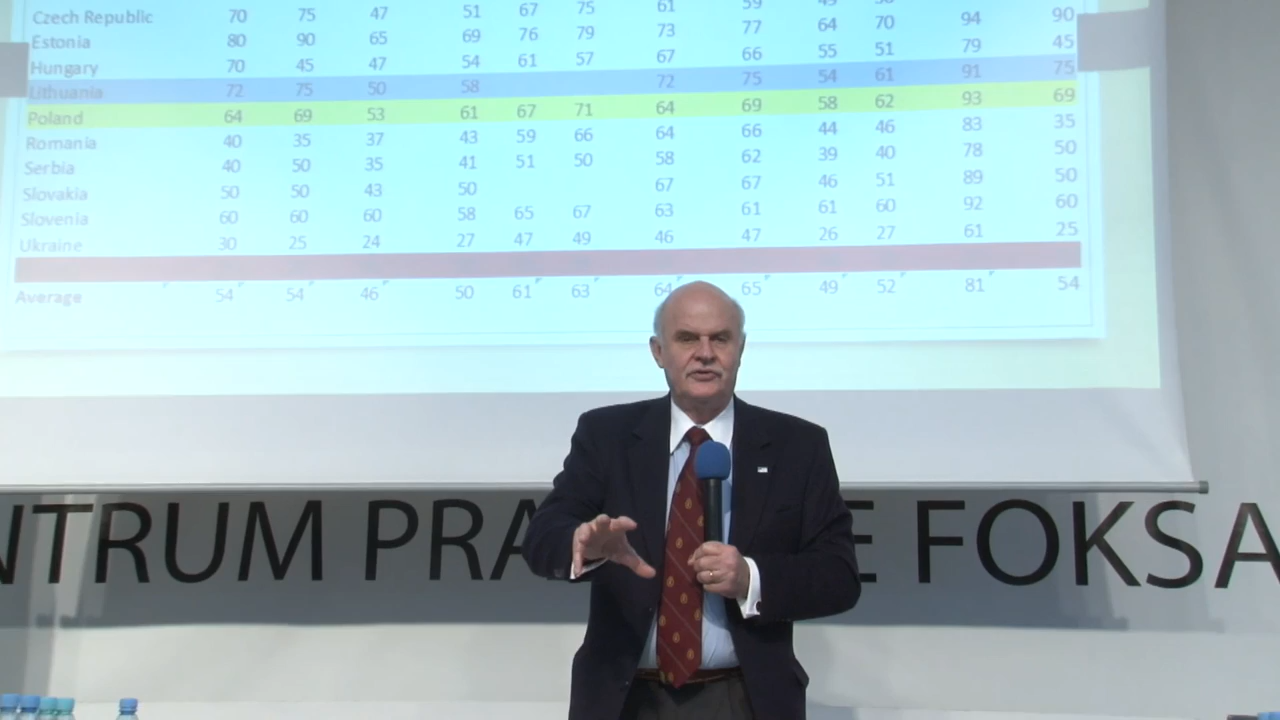 Czech Republic 70 75 47 51 67 75 61 59 49 94 90
Estonia 80 90 65 69 76 79 73 77 64 70 79 45
Hungary 70 45 47 54 61 57 67 66 55 51 91 75
Lithuania 72 75 50 58 72 75 54 61 93 69
Poland 64 69 53 61 67 71 64 69 58 62 83 35
Romania 40 35 37 43 59 66 64 66 44 46 78 50
Serbia 40 50 35 41 51 50 58 62 39 40 89 50
Slovakia 50 50 43 50 67 67 46 51 92 60
Slovenia 60 60 60 58 65 67 63 61 61 60 61 25
Ukraine 30 25 24 27 47 49 46 47 26 27
Average 54 54 46 50 61 63 64 65 49 52 81 54
NTRUM PRA E FOKSA